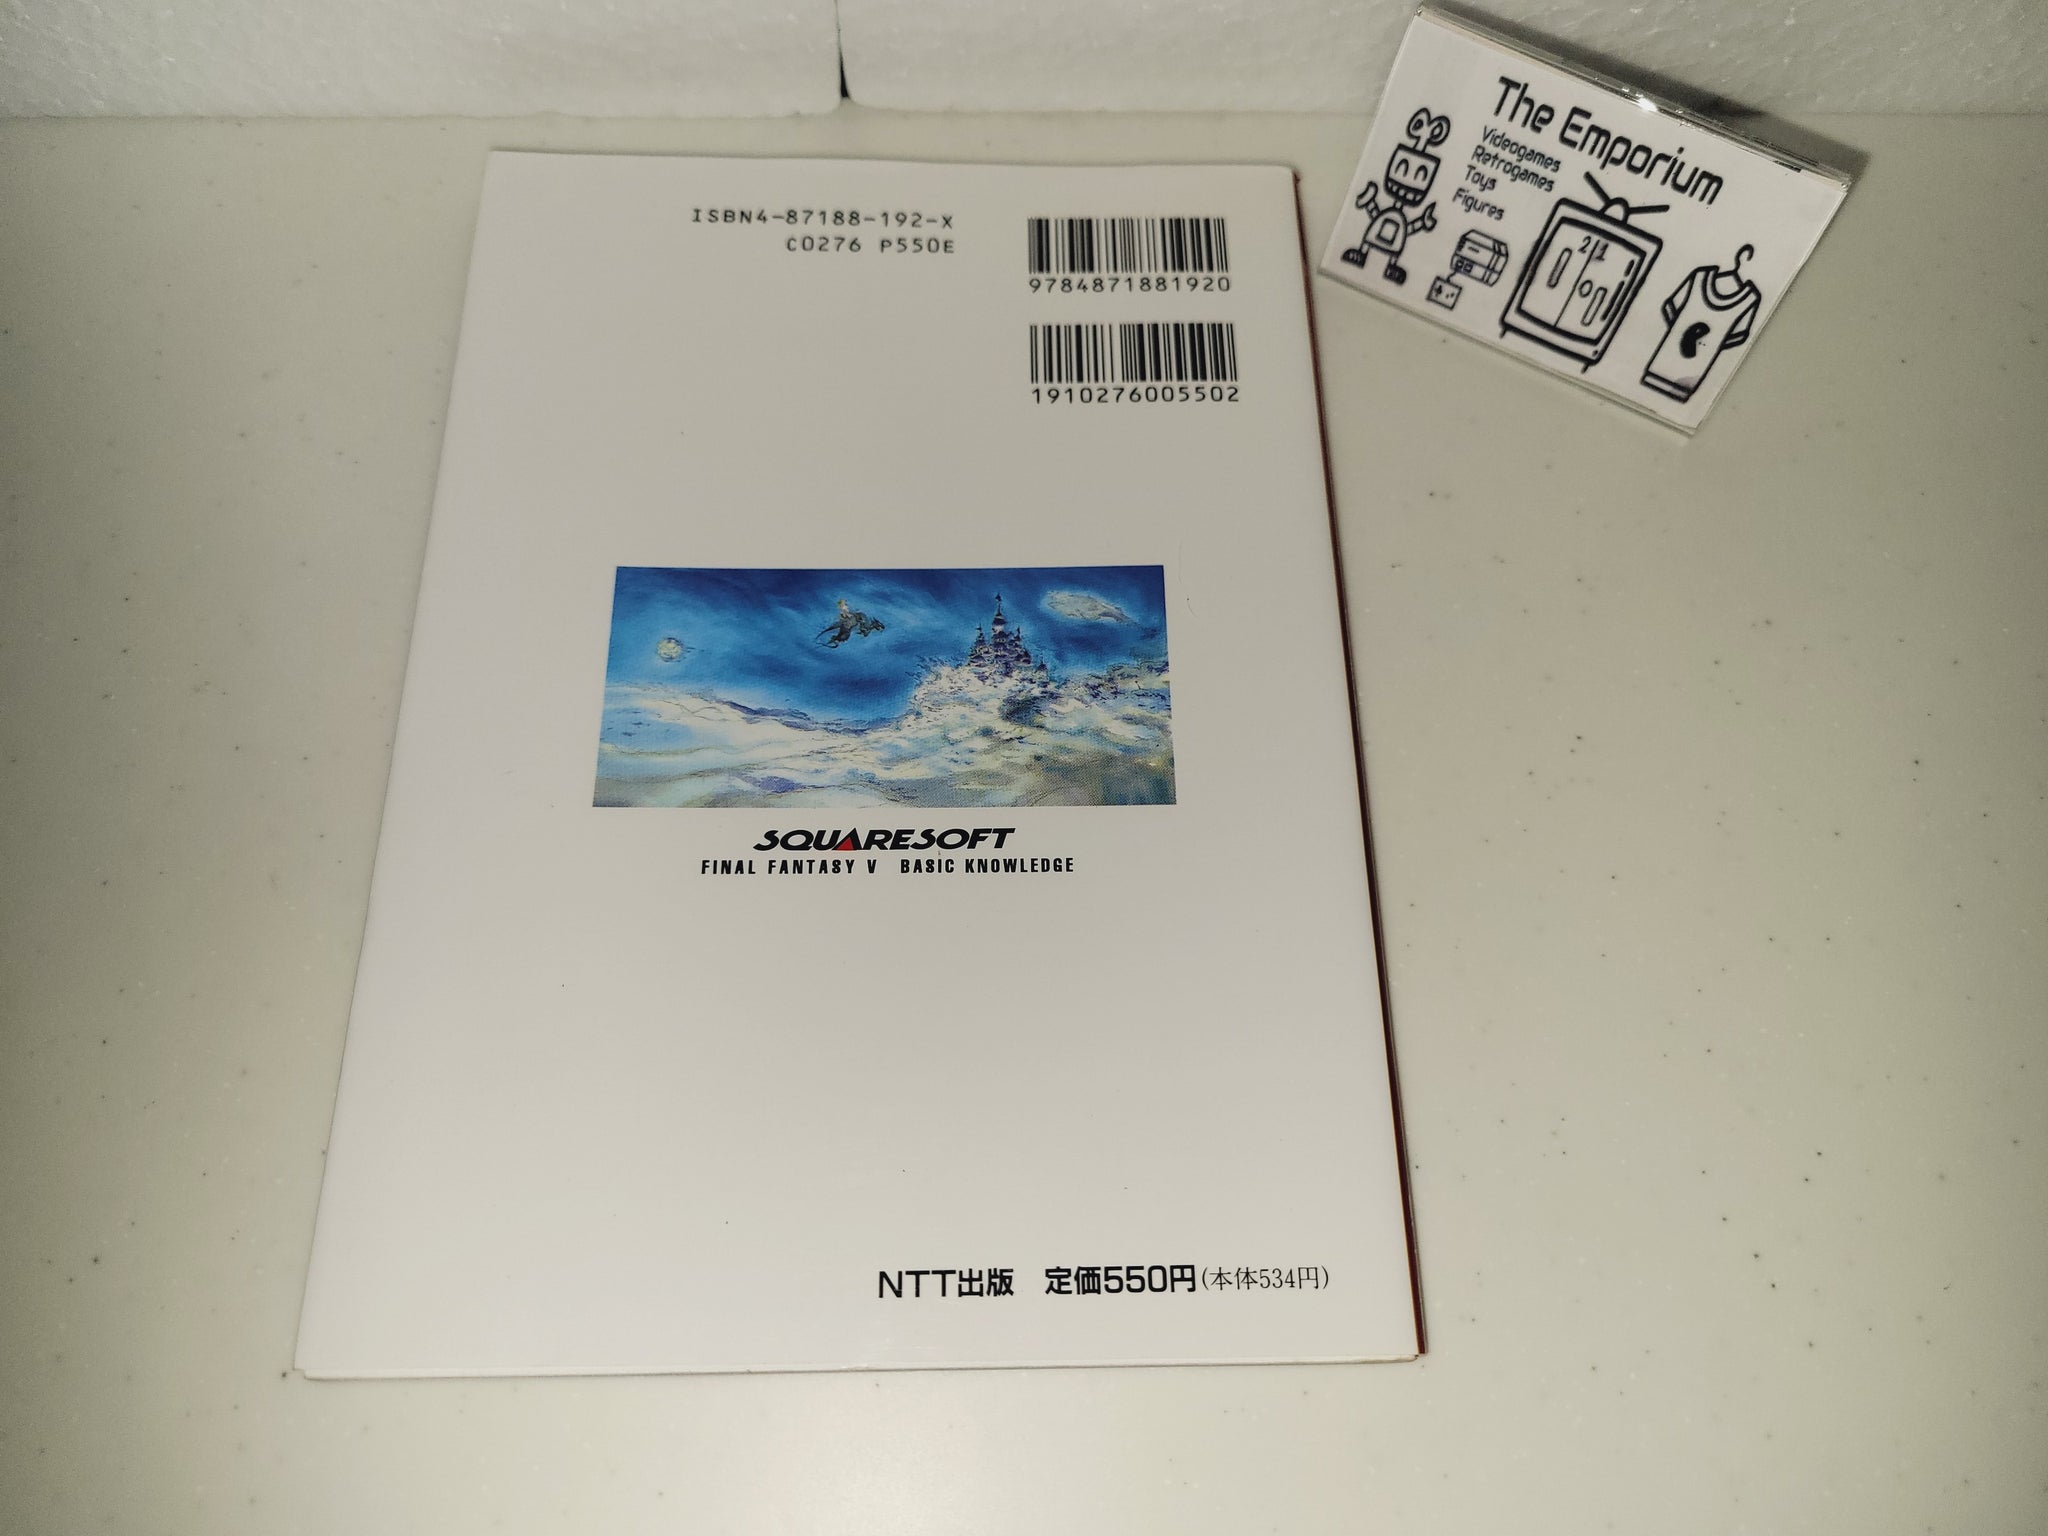 The Emporium
Videogames
Retrogames
Toys
Figures
21
ISBN4-87188-192-X
C0276 P550E
9784871881920
1910276005502
SQUARESOFT
FINAL FANTASY V BASIC KNOWLEDGE
NTT出版 定価550円(本体534円)